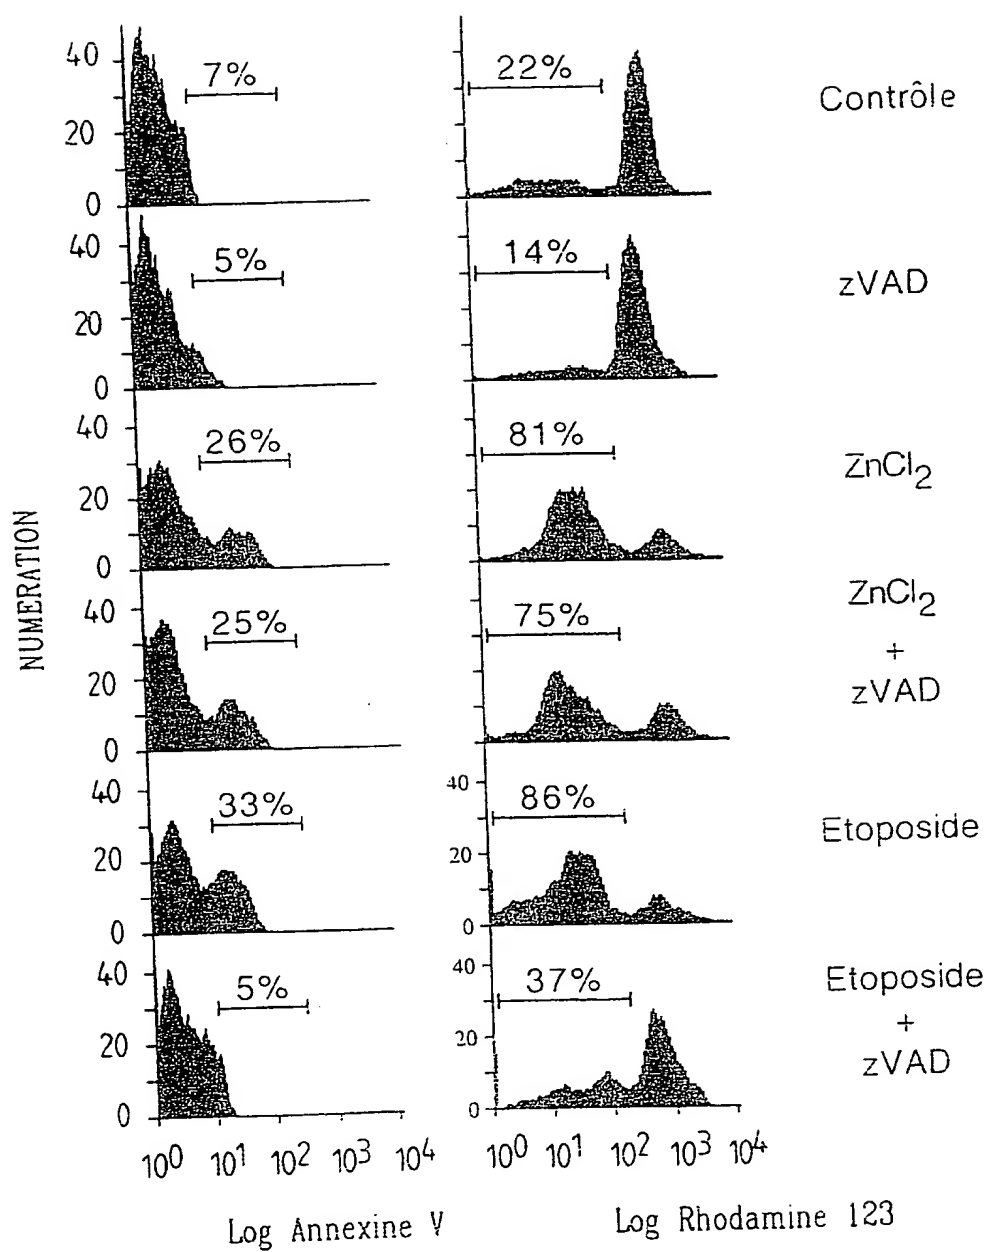 40
20
0
7%
22%
Contrôle
40
20
0
5%
14%
zVAD
40
20
0
26%
81%
ZnCl2
40
20
0
25%
75%
ZnCl2
+
zVAD
40
20
0
33%
40
20
0
86%
Etoposide
40
20
0
5%
40
20
0
37%
Etoposide
+
zVAD
NUMERATION
10^0 10^1 10^2 10^3 10^4
10^0 10^1 10^2 10^3 10^4
Log Annexine V
Log Rhodamine 123